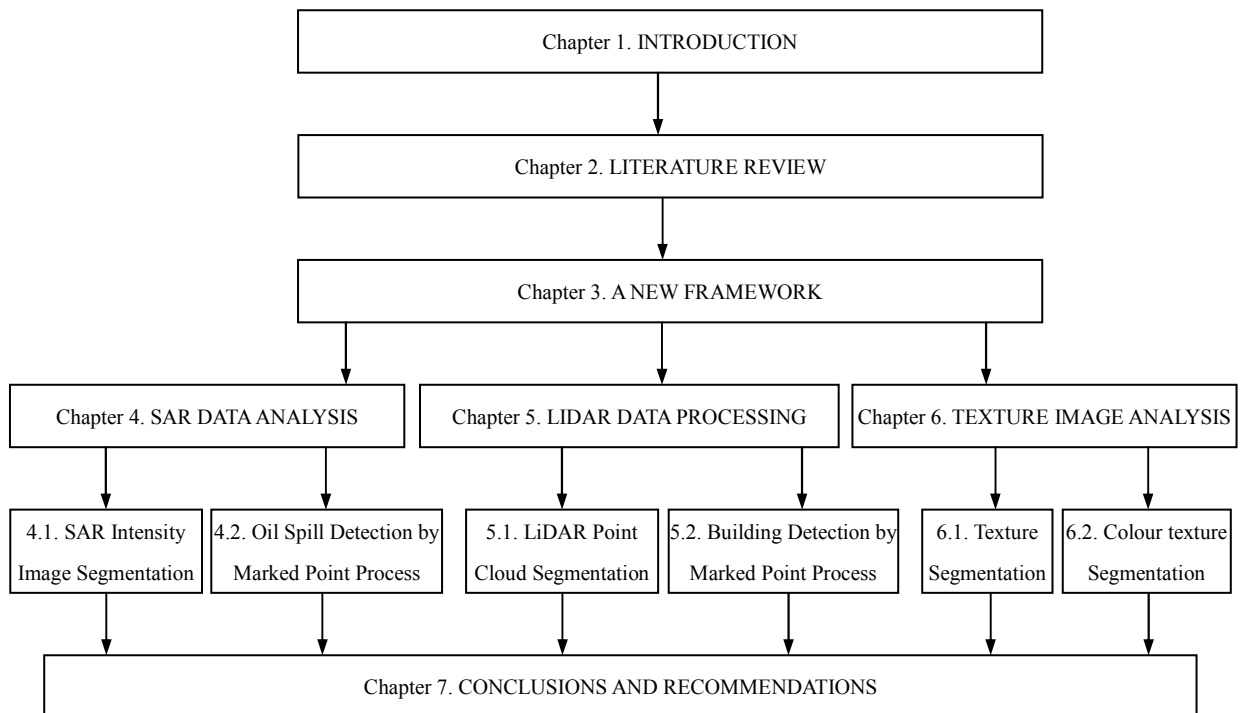 Chapter 1. INTRODUCTION
Chapter 2. LITERATURE REVIEW
Chapter 3. A NEW FRAMEWORK
Chapter 4. SAR DATA ANALYSIS
Chapter 5. LIDAR DATA PROCESSING
Chapter 6. TEXTURE IMAGE ANALYSIS
4.1. SAR Intensity
Image Segmentation
4.2. Oil Spill Detection by
Marked Point Process
5.1. LiDAR Point
Cloud Segmentation
5.2. Building Detection by
Marked Point Process
6.1. Texture
Segmentation
6.2. Colour texture
Segmentation
Chapter 7. CONCLUSIONS AND RECOMMENDATIONS